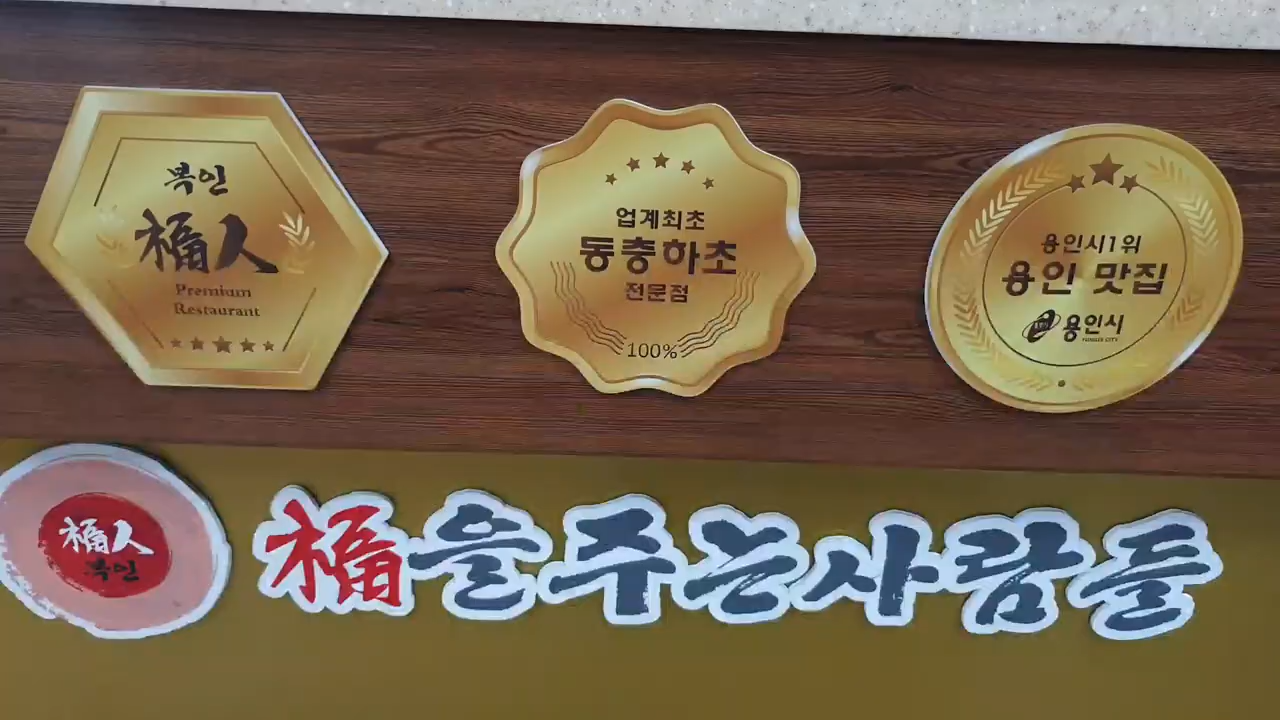 복인
福人
Premium
Restaurant
업계최초
동충하초
전문점
100%
용인시1위
용인 맛집
용인시
YONGIN CITY
福人
복인
福을주는사람들